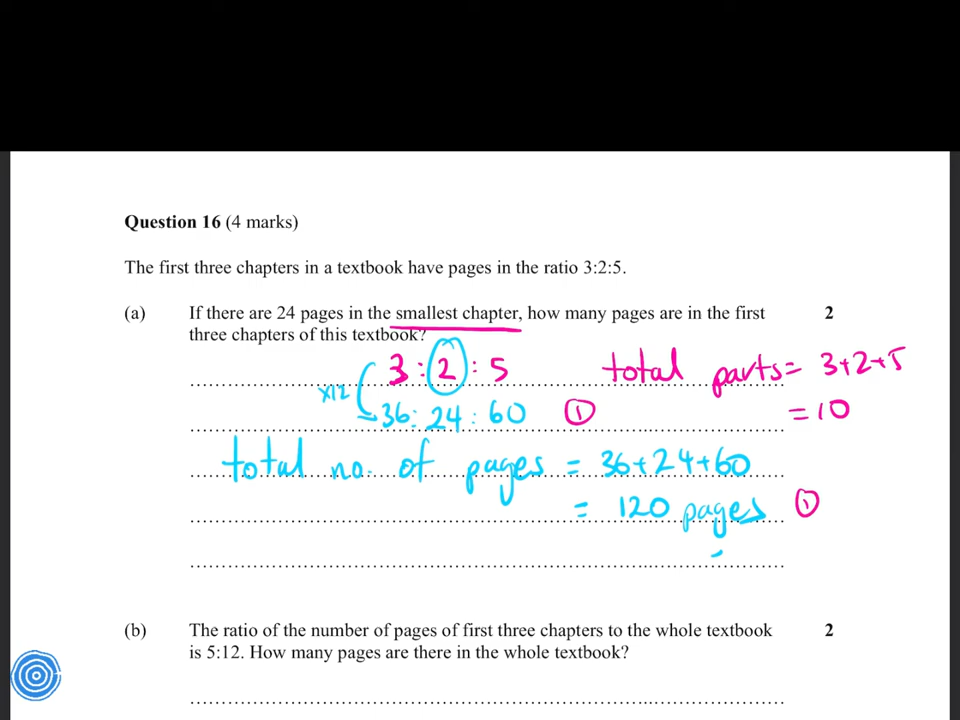 Question 16 (4 marks)
The first three chapters in a textbook have pages in the ratio 3:2:5.
(a) If there are 24 pages in the smallest chapter, how many pages are in the first 2
three chapters of this textbook?
3 : 2 : 5 total parts = 3+2+5
×12
36 : 24 : 60 ① = 10
total no. of pages = 36+24+60
= 120 pages ①
(b) The ratio of the number of pages of first three chapters to the whole textbook 2
is 5:12. How many pages are there in the whole textbook?